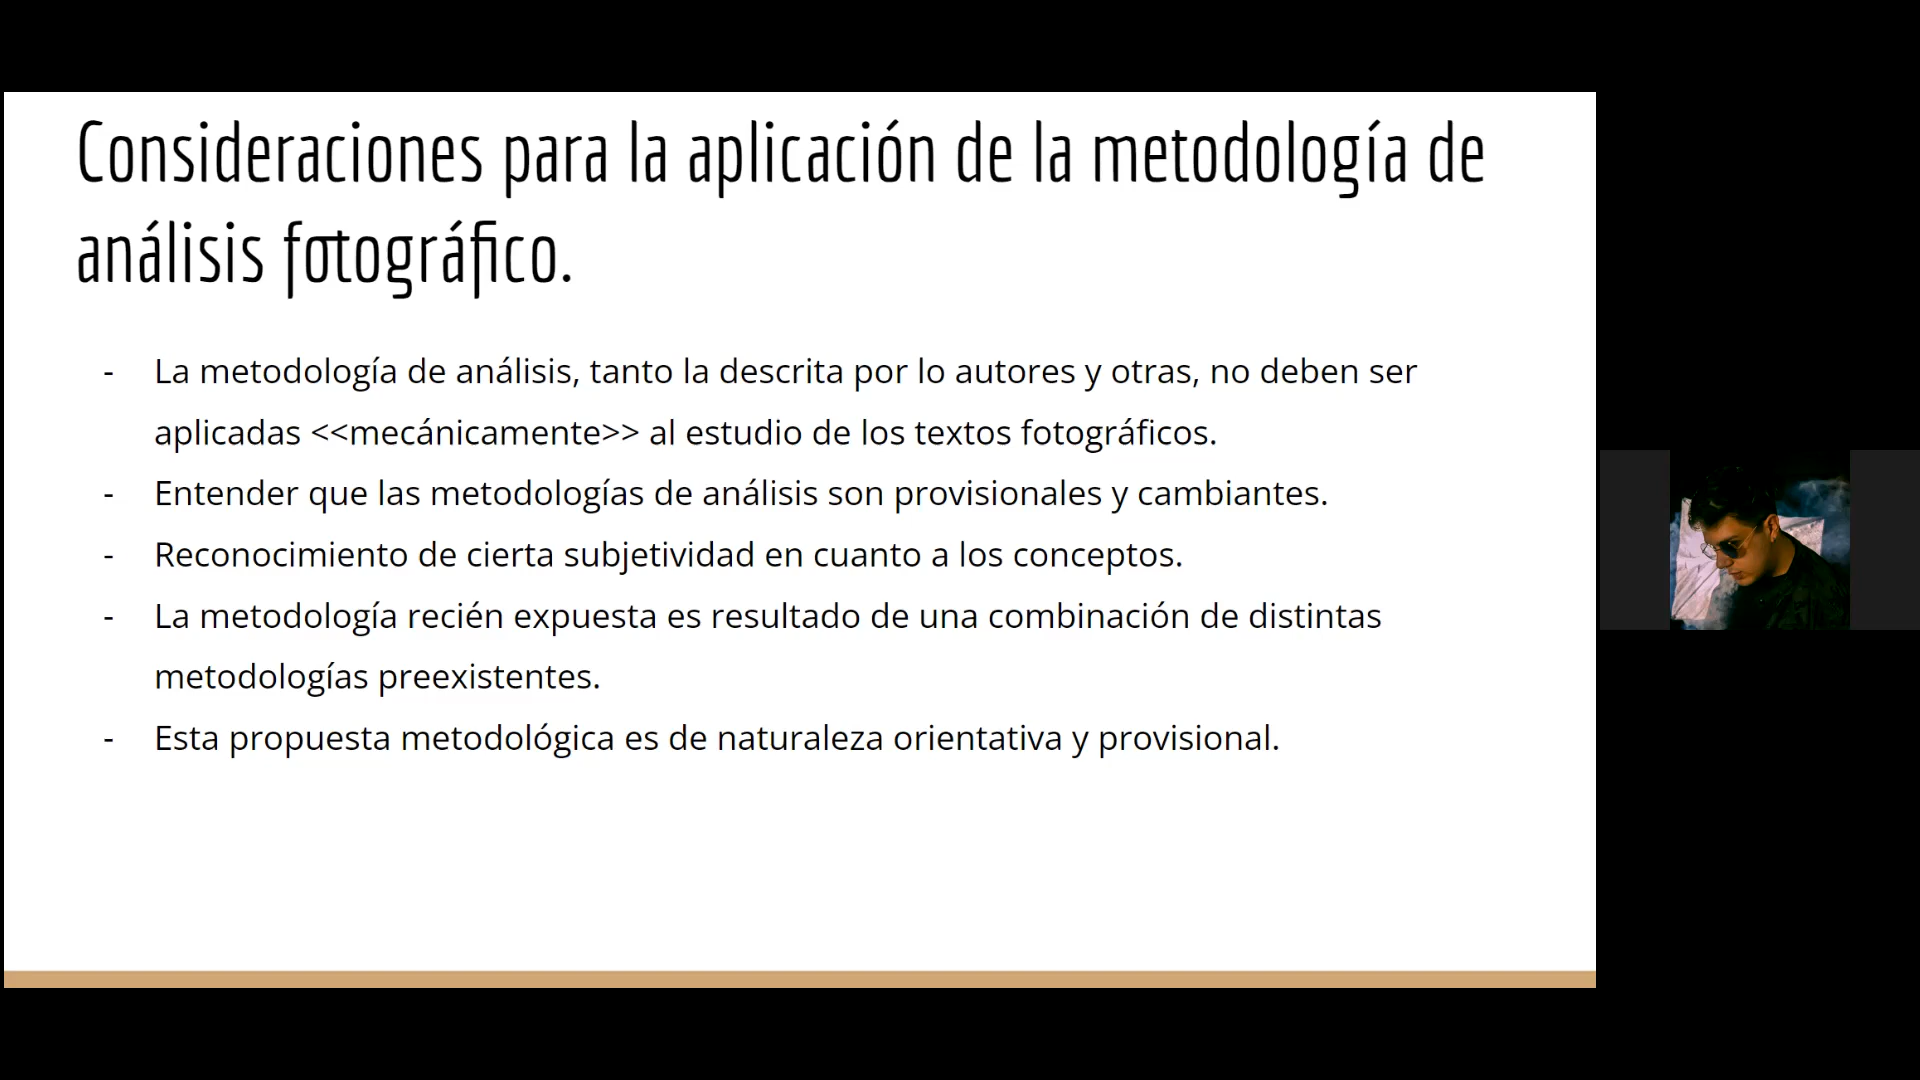 Consideraciones para la aplicación de la metodología de
análisis fotográfico.
- La metodología de análisis, tanto la descrita por lo autores y otras, no deben ser
aplicadas <<mecánicamente>> al estudio de los textos fotográficos.
- Entender que las metodologías de análisis son provisionales y cambiantes.
- Reconocimiento de cierta subjetividad en cuanto a los conceptos.
- La metodología recién expuesta es resultado de una combinación de distintas
metodologías preexistentes.
- Esta propuesta metodológica es de naturaleza orientativa y provisional.